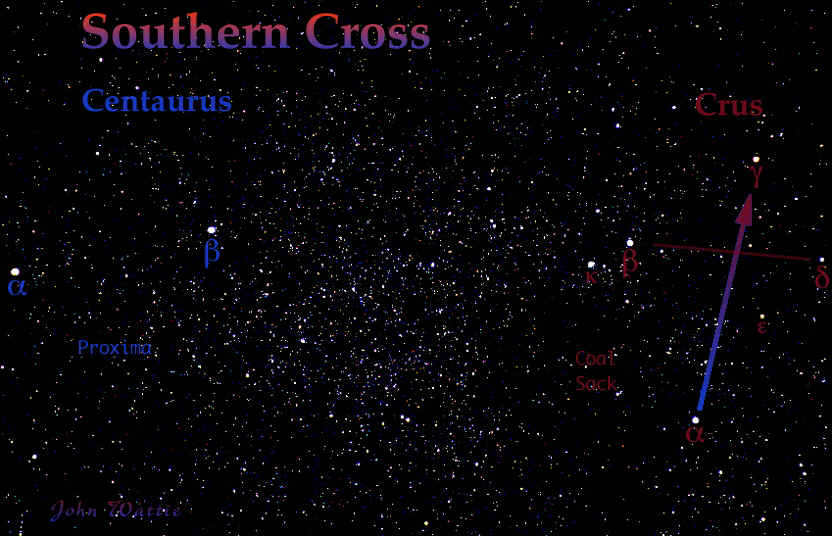 Southern Cross
Centaurus
Crus
γ
β
β
δ
α
κ
ε
Proxima
Coal
Sack
α
John Wattie